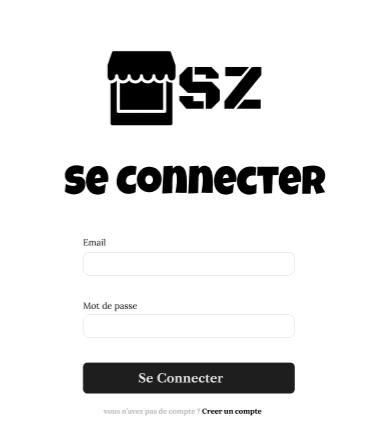 SZ
Se connecter
Email
Mot de passe
Se Connecter
vous n'avez pas de compte ? Creer un compte